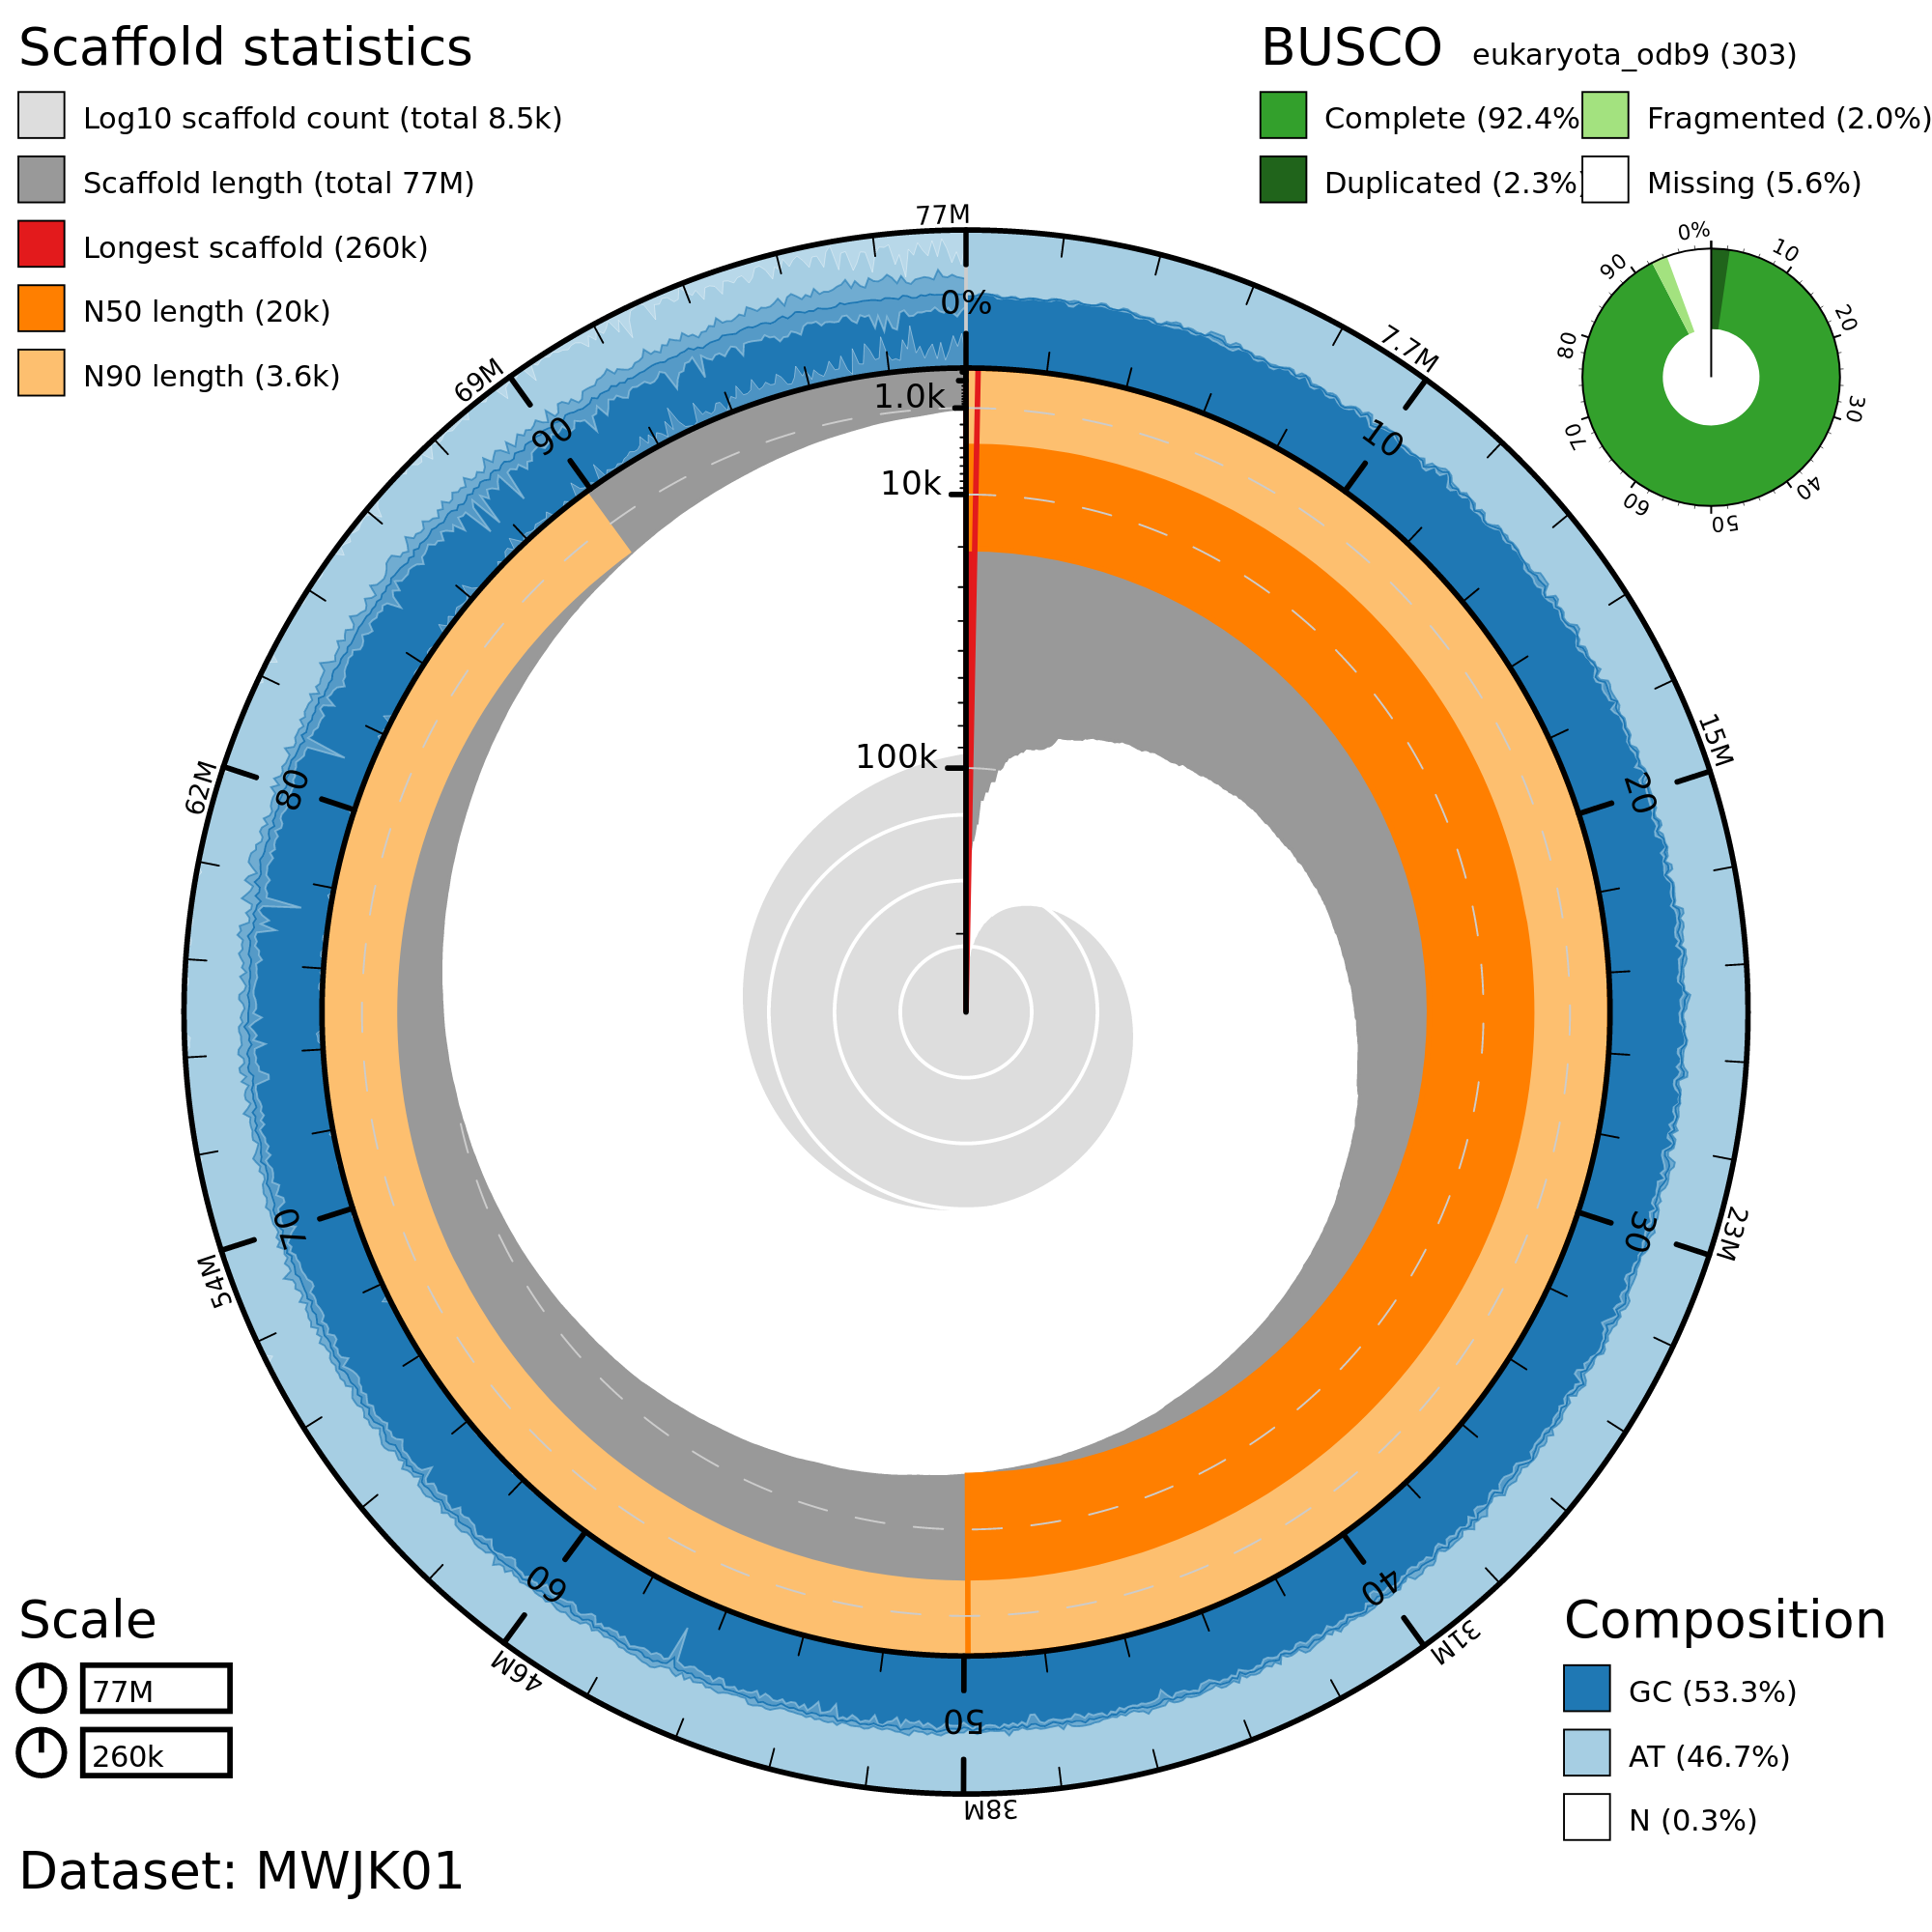 Scaffold statistics
Log10 scaffold count (total 8.5k)
Scaffold length (total 77M)
Longest scaffold (260k)
N50 length (20k)
N90 length (3.6k)
BUSCO eukaryota_odb9 (303)
Complete (92.4% Fragmented (2.0%)
Duplicated (2.3%) Missing (5.6%)
0%
10
20
30
40
50
60
70
80
90
77M
7.7M
15M
23M
31M
38M
46M
54M
62M
69M
0%
10
20
30
40
50
60
70
80
90
1.0k
10k
100k
Scale
77M
260k
Composition
GC (53.3%)
AT (46.7%)
N (0.3%)
Dataset: MWJK01